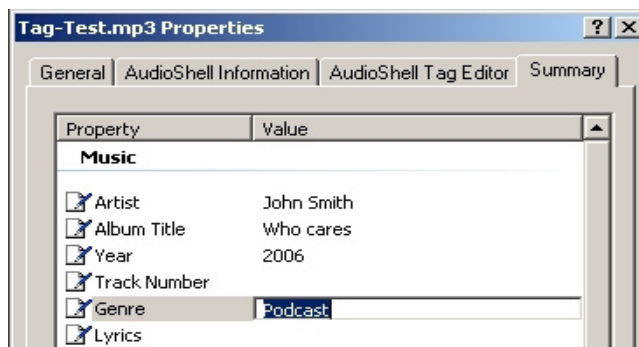 Tag-Test.mp3 Properties
General AudioShell Information AudioShell Tag Editor Summary
Property Value
Music
Artist John Smith
Album Title Who cares
Year 2006
Track Number
Genre Podcast
Lyrics